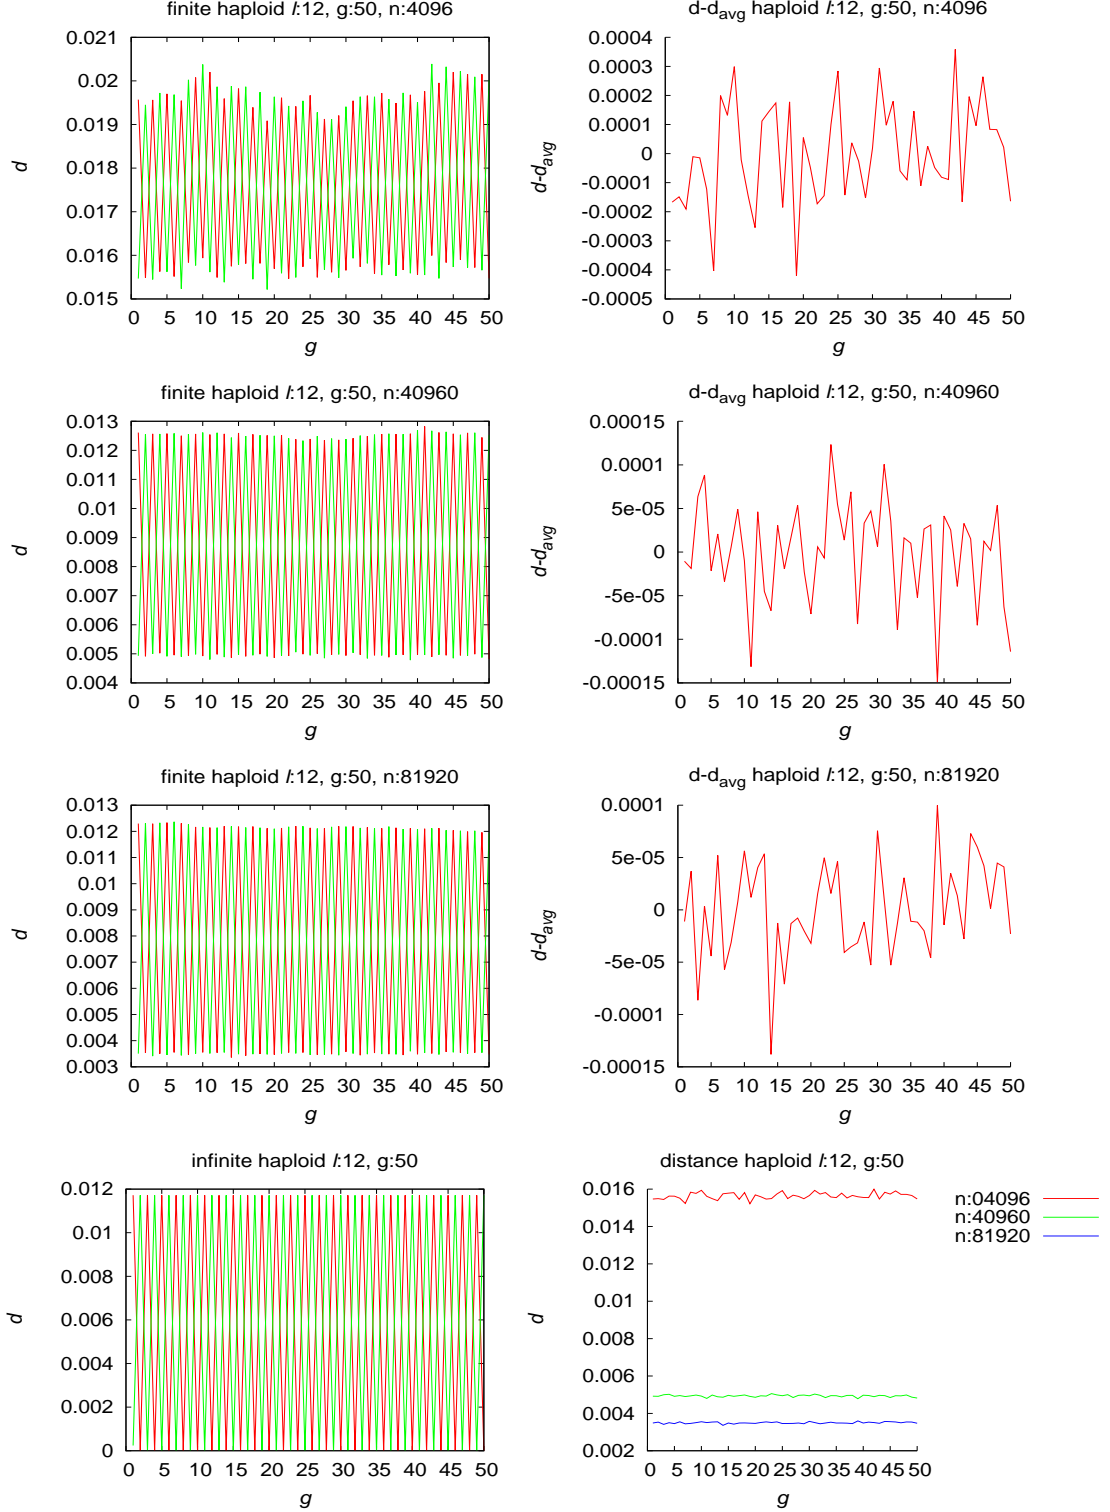 finite haploid l:12, g:50, n:4096
0.021
0.02
0.019
0.018
0.017
0.016
0.015
d
0 5 10 15 20 25 30 35 40 45 50
g
d-davg haploid l:12, g:50, n:4096
0.0004
0.0003
0.0002
0.0001
0
-0.0001
-0.0002
-0.0003
-0.0004
-0.0005
d-davg
0 5 10 15 20 25 30 35 40 45 50
g
finite haploid l:12, g:50, n:40960
0.013
0.012
0.011
0.01
0.009
0.008
0.007
0.006
0.005
0.004
d
0 5 10 15 20 25 30 35 40 45 50
g
d-davg haploid l:12, g:50, n:40960
0.00015
0.0001
5e-05
0
-5e-05
-0.0001
-0.00015
d-davg
0 5 10 15 20 25 30 35 40 45 50
g
finite haploid l:12, g:50, n:81920
0.013
0.012
0.011
0.01
0.009
0.008
0.007
0.006
0.005
0.004
0.003
d
0 5 10 15 20 25 30 35 40 45 50
g
d-davg haploid l:12, g:50, n:81920
0.0001
5e-05
0
-5e-05
-0.0001
-0.00015
d-davg
0 5 10 15 20 25 30 35 40 45 50
g
infinite haploid l:12, g:50
0.012
0.01
0.008
0.006
0.004
0.002
0
d
0 5 10 15 20 25 30 35 40 45 50
g
distance haploid l:12, g:50
0.016
0.014
0.012
0.01
0.008
0.006
0.004
0.002
d
0 5 10 15 20 25 30 35 40 45 50
g
n:04096
n:40960
n:81920